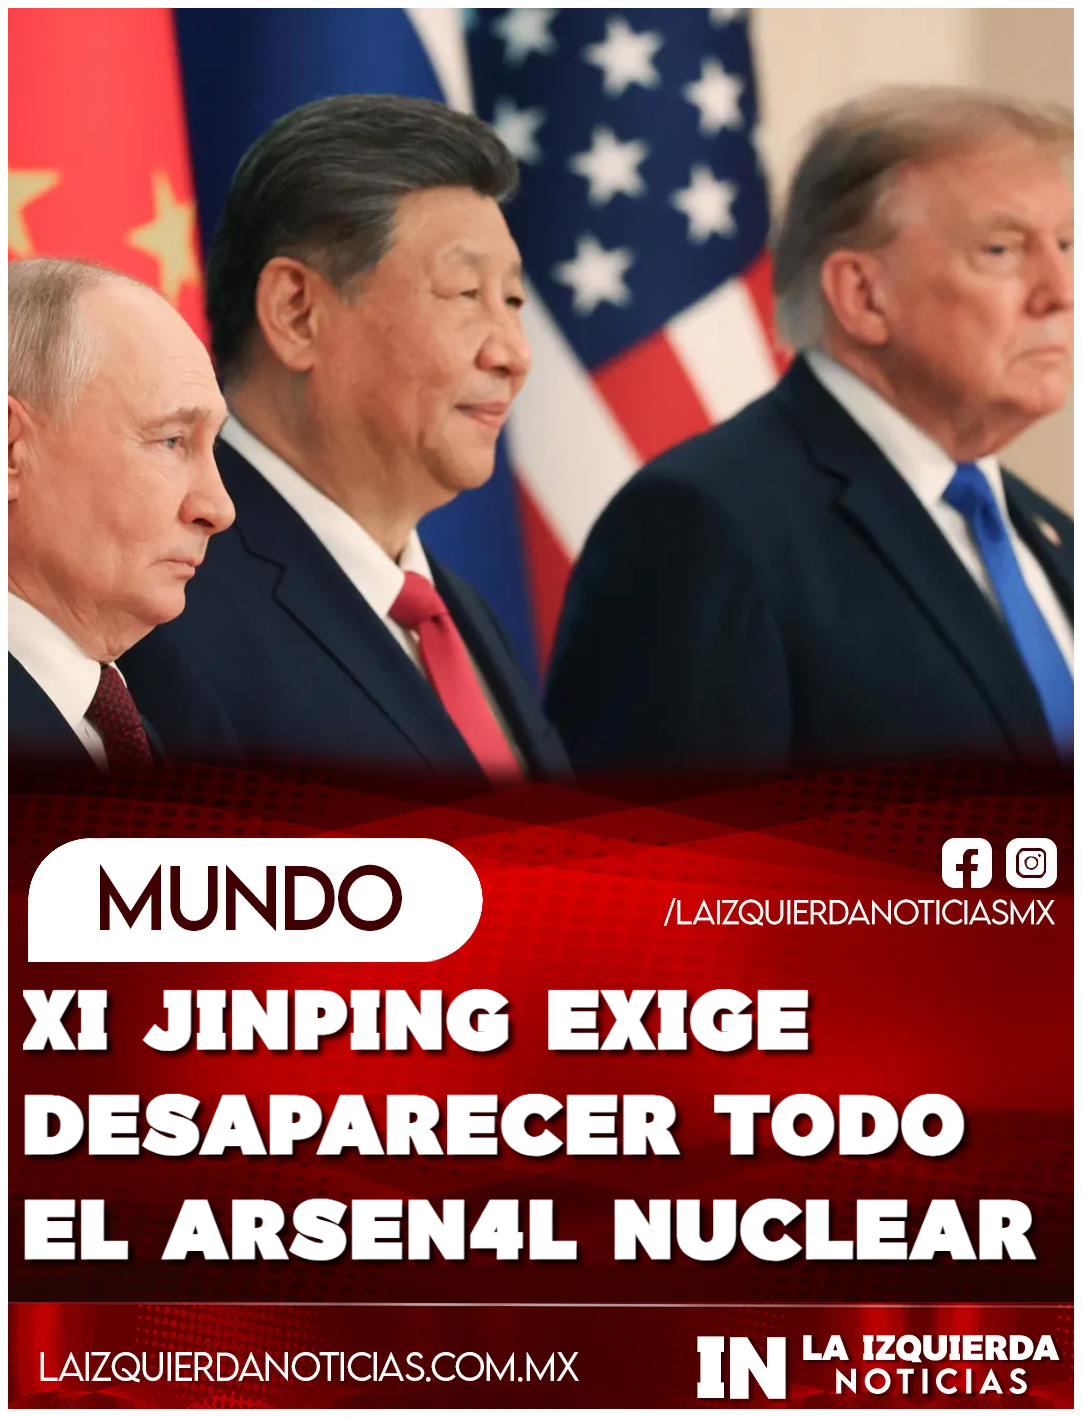 MUNDO
/LAIZQUIERDANOTICIASMX
XI JINPING EXIGE
DESAPARECER TODO
EL ARSEN4L NUCLEAR
LAIZQUIERDANOTICIAS.COM.MX
IN LA IZQUIERDA
NOTICIAS